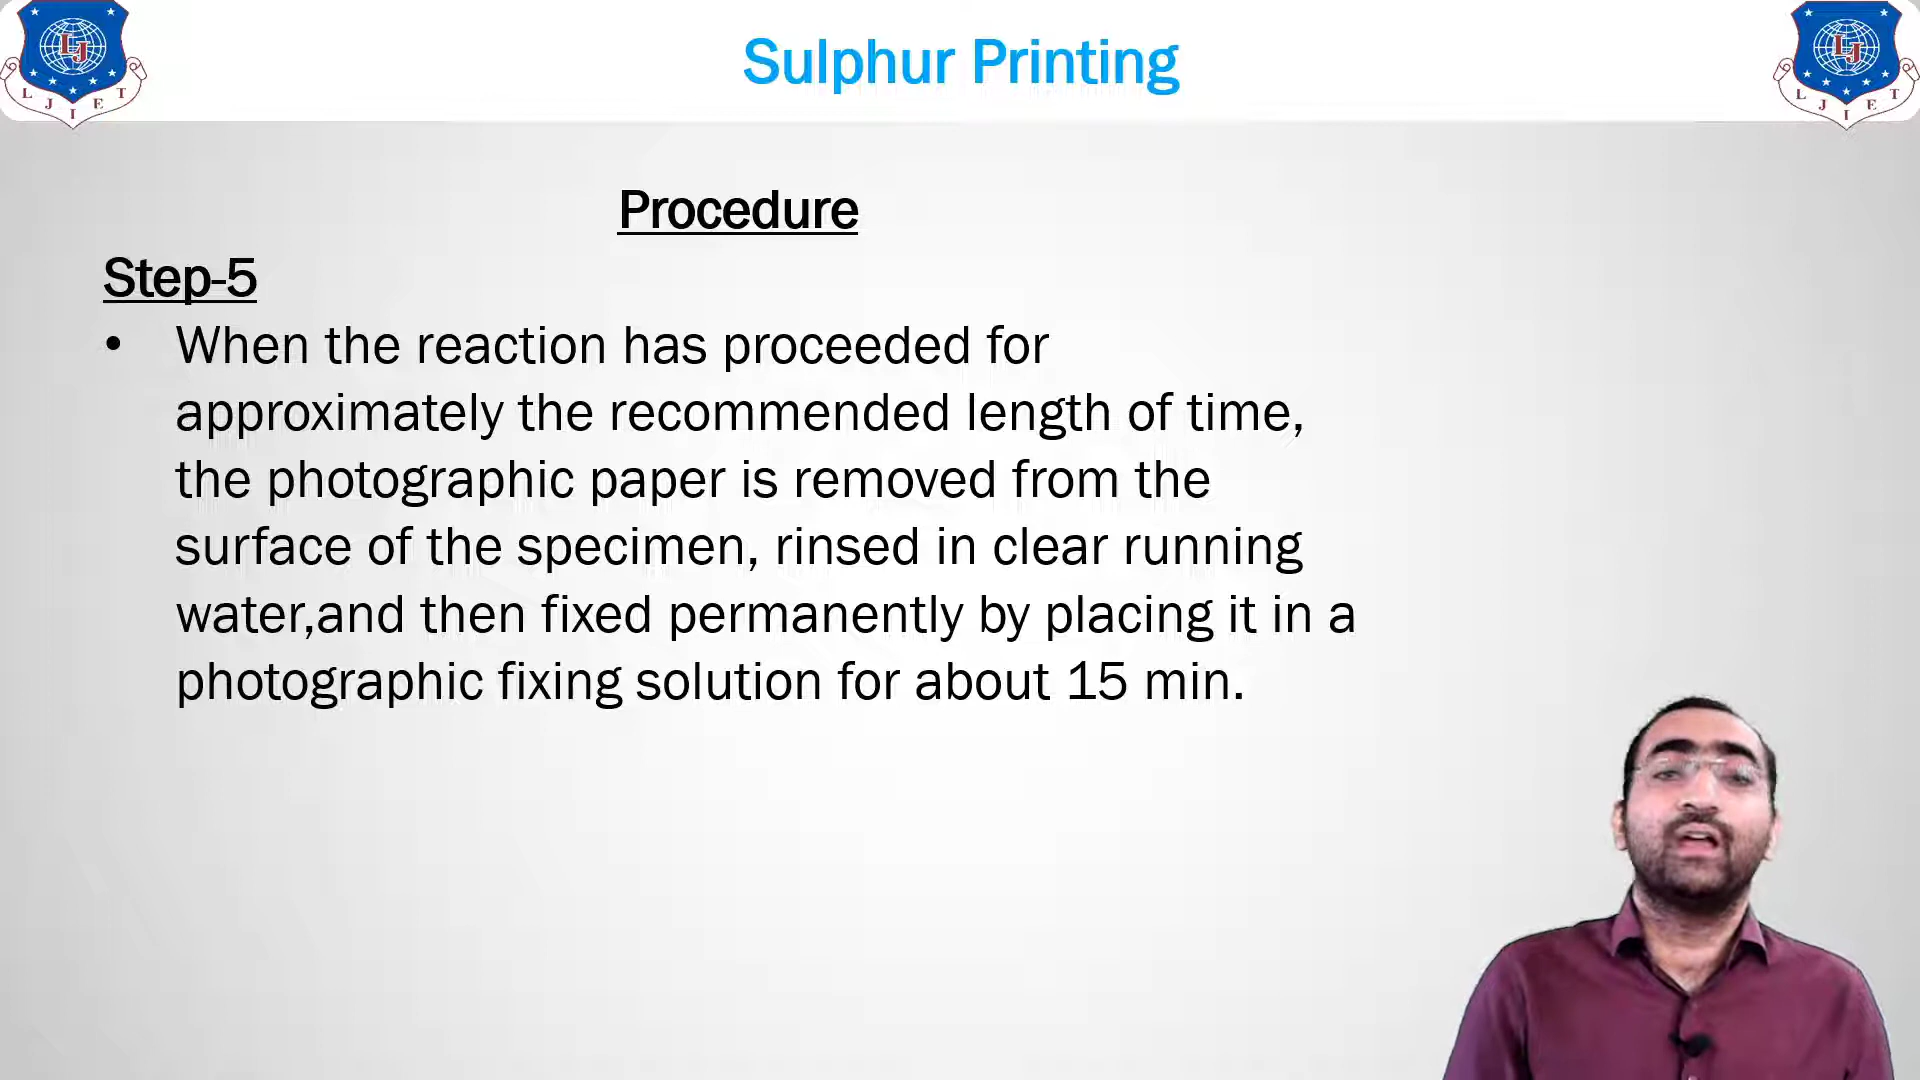 Sulphur Printing
LJ
L J I E T
LJ
L J I E T
Procedure
Step-5
• When the reaction has proceeded for
approximately the recommended length of time,
the photographic paper is removed from the
surface of the specimen, rinsed in clear running
water,and then fixed permanently by placing it in a
photographic fixing solution for about 15 min.